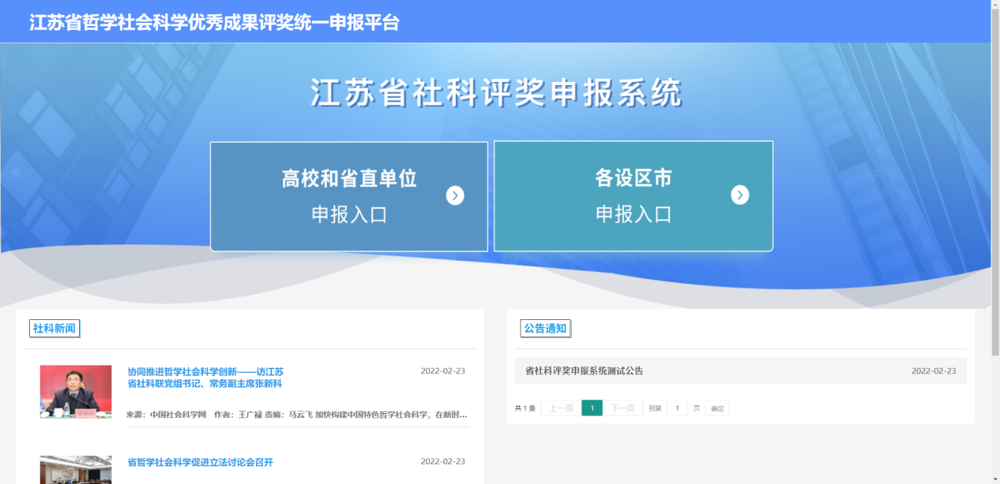 江苏省哲学社会科学优秀成果评奖统一申报平台
江苏省社科评奖申报系统
高校和省直单位
申报入口
各设区市
申报入口
社科新闻
协同推进哲学社会科学创新——访江苏
省社科联党组书记、常务副主席张新科
2022-02-23
来源：中国社会科学网 作者：王广禄 责编：马云飞 加快构建中国特色哲学社会科学，在新时...
省哲学社会科学促进立法讨论会召开
2022-02-23
公告通知
省社科评奖申报系统测试公告
2022-02-23
共 1 条 上一页 1 下一页 到第 1 页 确定